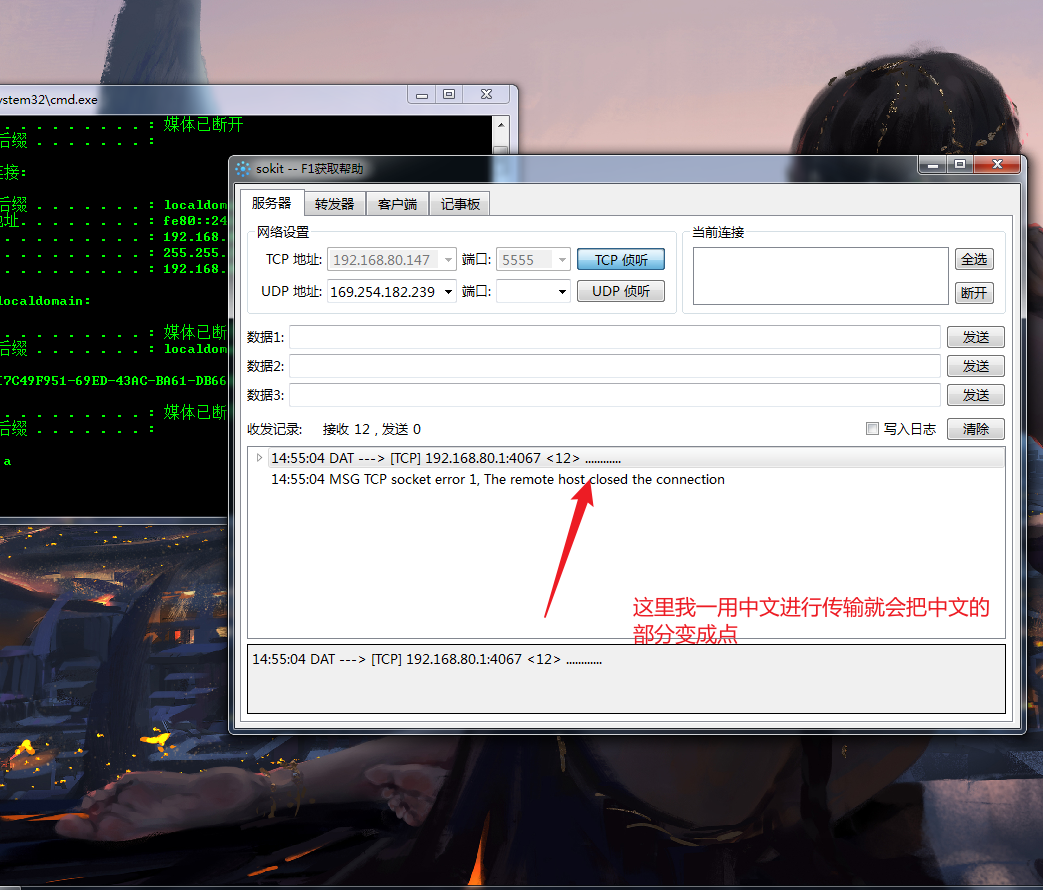 ystem32\cmd.exe
. . . . . . . . . . : 媒体已断开
后缀 . . . . . . . :
连接:
后缀 . . . . . . . : localdom
地址. . . . . . . . : fe80::24
. . . . . . . . . . : 192.168.
. . . . . . . . . . : 255.255.
. . . . . . . . . . : 192.168.
localdomain:
. . . . . . . . . . : 媒体已断
后缀 . . . . . . . : localdom
7C49F951-69ED-43AC-BA61-DB66
. . . . . . . . . . : 媒体已断
后缀 . . . . . . . :
a
sokit -- F1获取帮助
服务器 转发器 客户端 记事板
网络设置
TCP 地址: 192.168.80.147 端口: 5555 TCP 侦听
UDP 地址: 169.254.182.239 端口: UDP 侦听
当前连接
全选
断开
数据1: 发送
数据2: 发送
数据3: 发送
收发记录: 接收 12 , 发送 0 写入日志 清除
14:55:04 DAT ---> [TCP] 192.168.80.1:4067 <12> ............
14:55:04 MSG TCP socket error 1, The remote host closed the connection
这里我一用中文进行传输就会把中文的
部分变成点
14:55:04 DAT ---> [TCP] 192.168.80.1:4067 <12> ............